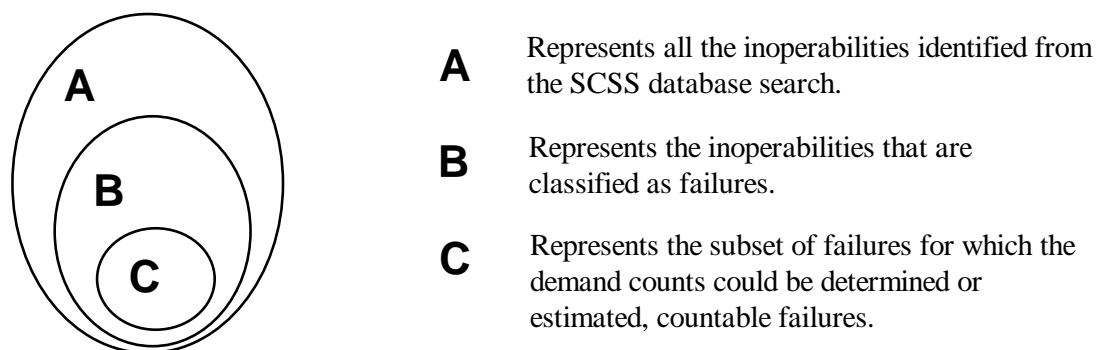 A
B
C
A
Represents all the inoperabilities identified from
the SCSS database search.
B
Represents the inoperabilities that are
classified as failures.
C
Represents the subset of failures for which the
demand counts could be determined or
estimated, countable failures.